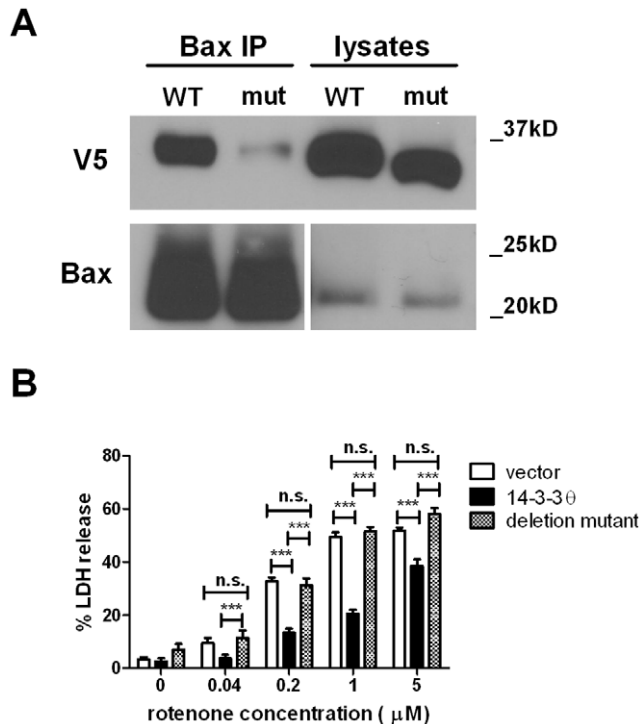 A
Bax IP lysates
WT mut WT mut
V5
_37kD
Bax
_25kD
_20kD
B
n.s. n.s.
n.s.
n.s.
*** *** *** *** *** *** ***
% LDH release
80
60
40
20
0
0 0.04 0.2 1 5
rotenone concentration ( μM)
vector
14-3-3θ
deletion mutant